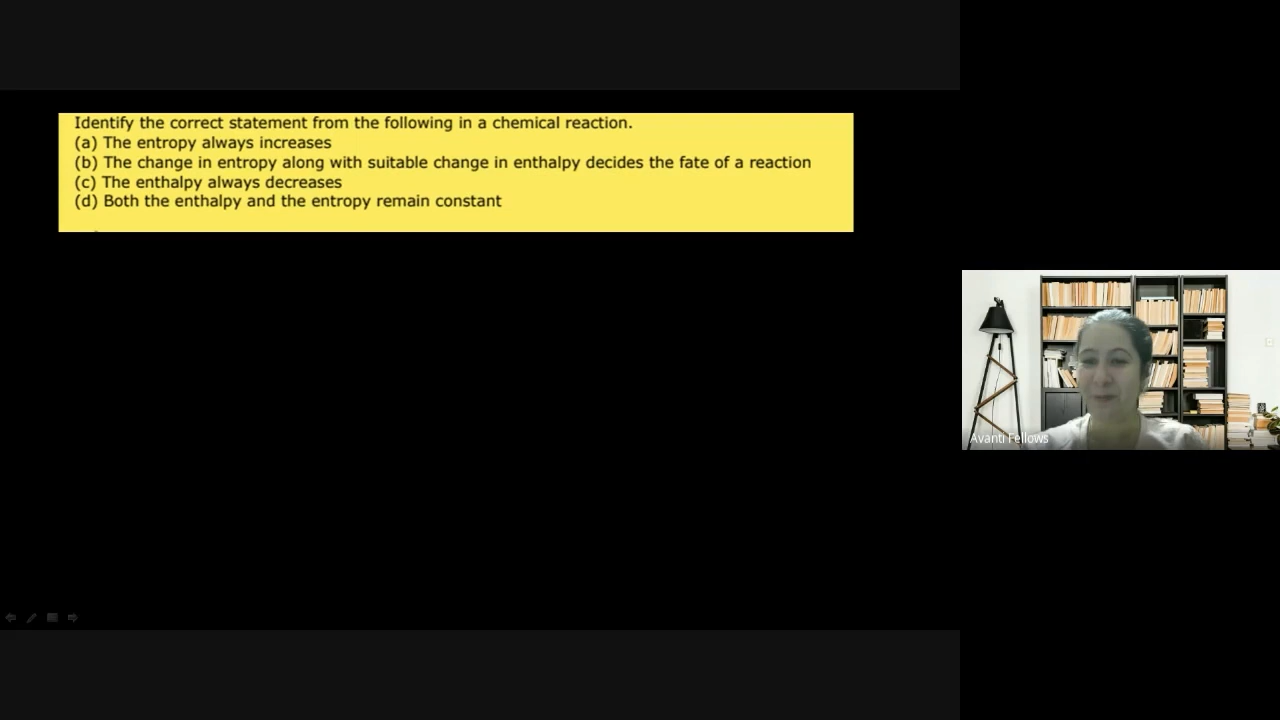 Identify the correct statement from the following in a chemical reaction.
(a) The entropy always increases
(b) The change in entropy along with suitable change in enthalpy decides the fate of a reaction
(c) The enthalpy always decreases
(d) Both the enthalpy and the entropy remain constant
Avanti Fellows